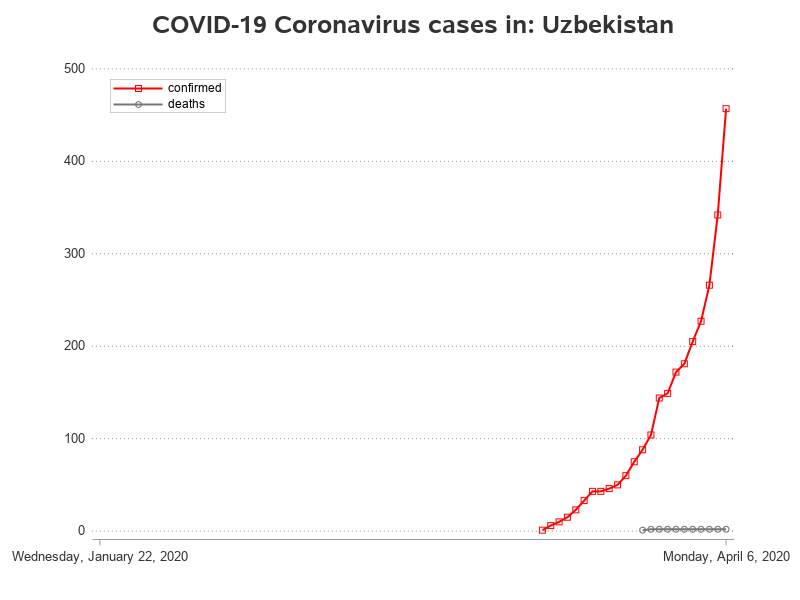 COVID-19 Coronavirus cases in: Uzbekistan
500
confirmed
deaths
400
300
200
100
0
Wednesday, January 22, 2020
Monday, April 6, 2020